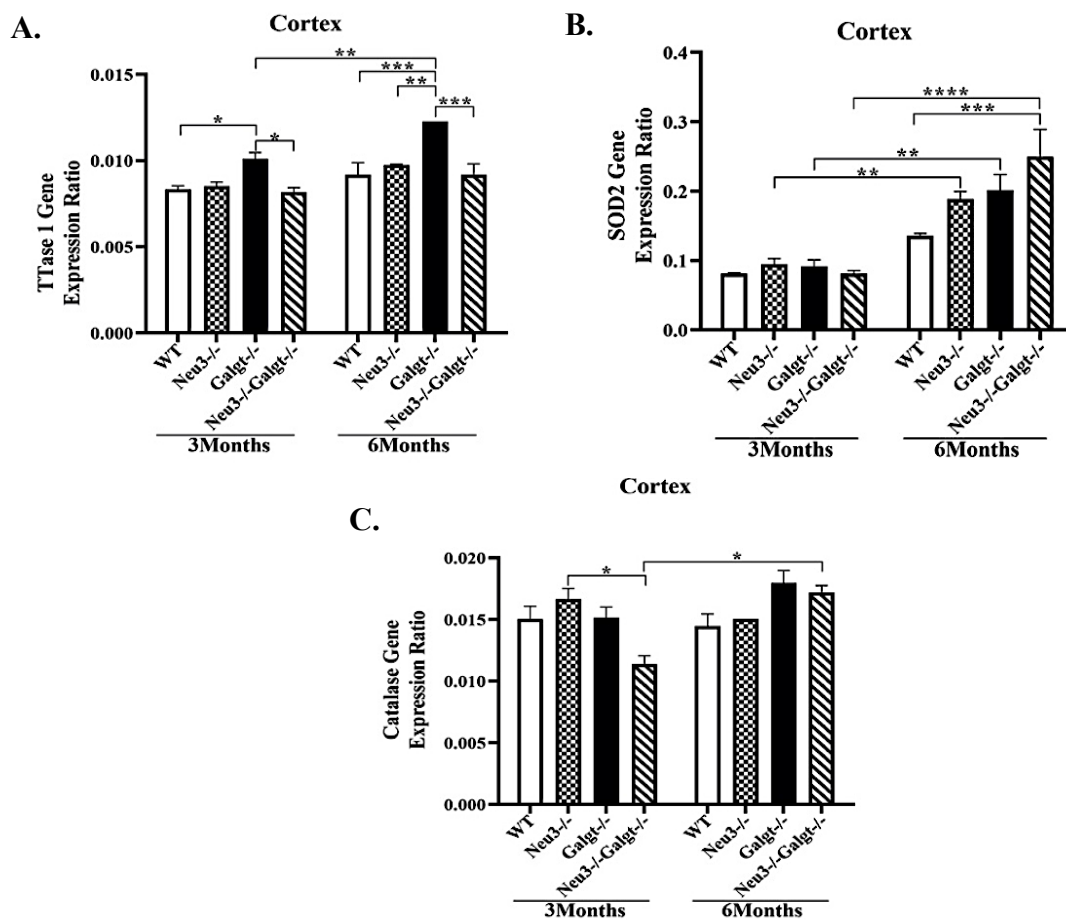 A.
Cortex
TTase 1 Gene
Expression Ratio
0.015
0.010
0.005
0.000
**
***
**
***
*
*
WT
Neu3-/-
Galgt-/-
Neu3-/-Galgt-/-
WT
Neu3-/-
Galgt-/-
Neu3-/-Galgt-/-
3Months
6Months
B.
Cortex
SOD2 Gene
Expression Ratio
0.4
0.3
0.2
0.1
0.0
****
***
**
**
WT
Neu3-/-
Galgt-/-
Neu3-/-Galgt-/-
WT
Neu3-/-
Galgt-/-
Neu3-/-Galgt-/-
3Months
6Months
C.
Cortex
Catalase Gene
Expression Ratio
0.020
0.015
0.010
0.005
0.000
*
*
WT
Neu3-/-
Galgt-/-
Neu3-/-Galgt-/-
WT
Neu3-/-
Galgt-/-
Neu3-/-Galgt-/-
3Months
6Months